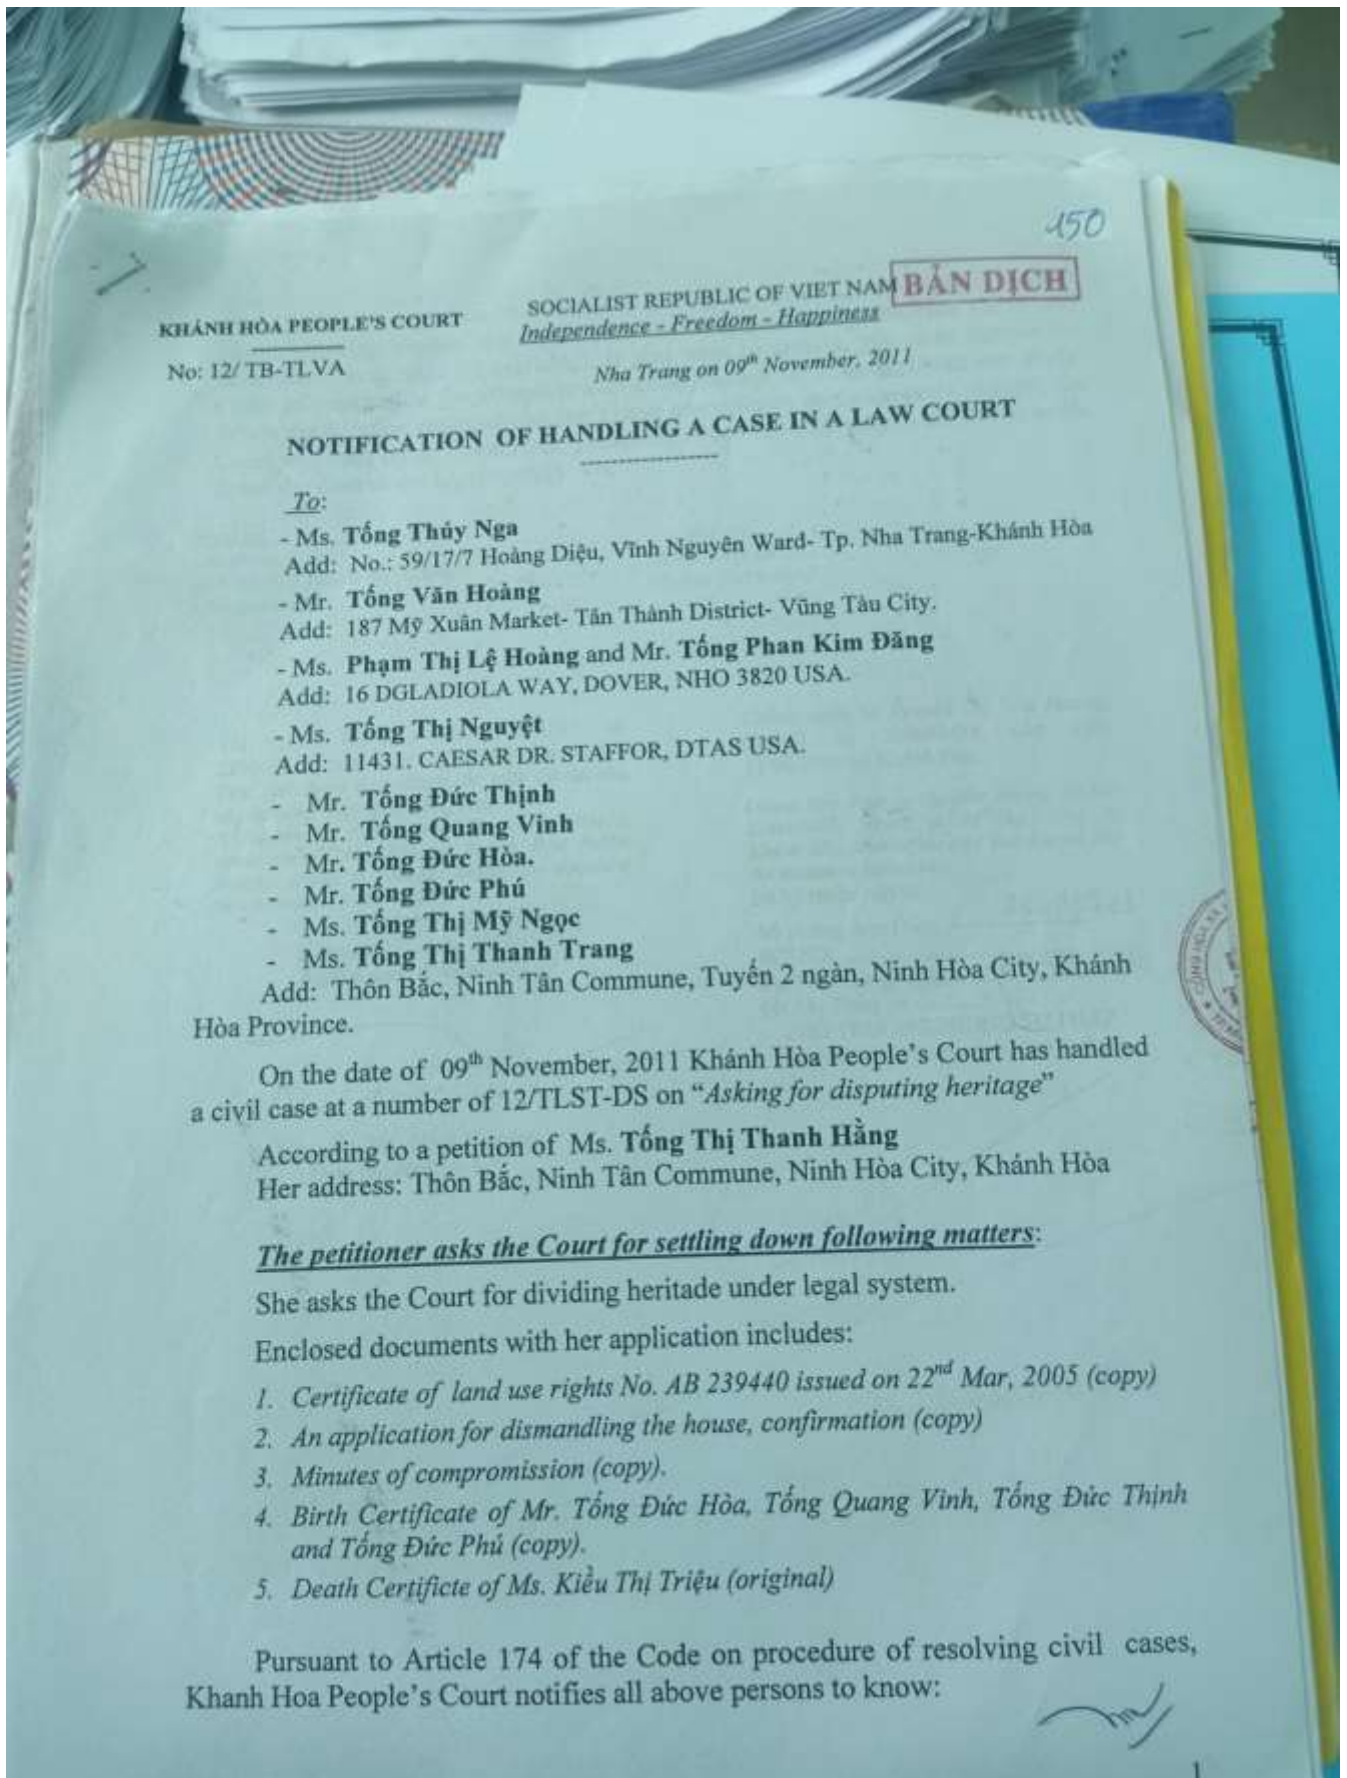 150
KHÁNH HÒA PEOPLE'S COURT
SOCIALIST REPUBLIC OF VIET NAM
BẢN DỊCH
Independence - Freedom - Happiness
No: 12/ TB-TLVA
Nha Trang on 09th November, 2011
NOTIFICATION OF HANDLING A CASE IN A LAW COURT
To:
- Ms. Tống Thủy Nga
Add: No.: 59/17/7 Hoàng Diệu, Vĩnh Nguyên Ward- Tp. Nha Trang-Khánh Hòa
- Mr. Tống Văn Hoàng
Add: 187 Mỹ Xuân Market- Tân Thành District- Vũng Tàu City.
- Ms. Phạm Thị Lệ Hoàng and Mr. Tống Phan Kim Đăng
Add: 16 DGLADIOLA WAY, DOVER, NHO 3820 USA.
- Ms. Tống Thị Nguyệt
Add: 11431. CAESAR DR. STAFFOR, DTAS USA.
- Mr. Tống Đức Thịnh
- Mr. Tống Quang Vinh
- Mr. Tống Đức Hòa.
- Mr. Tống Đức Phú
- Ms. Tống Thị Mỹ Ngọc
- Ms. Tống Thị Thanh Trang
Add: Thôn Bắc, Ninh Tân Commune, Tuyến 2 ngàn, Ninh Hòa City, Khánh
Hòa Province.
On the date of 09th November, 2011 Khánh Hòa People's Court has handled
a civil case at a number of 12/TLST-DS on “Asking for disputing heritage”
According to a petition of Ms. Tống Thị Thanh Hằng
Her address: Thôn Bắc, Ninh Tân Commune, Ninh Hòa City, Khánh Hòa
The petitioner asks the Court for settling down following matters:
She asks the Court for dividing heritade under legal system.
Enclosed documents with her application includes:
1. Certificate of land use rights No. AB 239440 issued on 22nd Mar, 2005 (copy)
2. An application for dismandling the house, confirmation (copy)
3. Minutes of compromission (copy).
4. Birth Certificate of Mr. Tống Đức Hòa, Tống Quang Vinh, Tống Đức Thịnh
and Tống Đức Phú (copy).
5. Death Certificte of Ms. Kiều Thị Triệu (original)
Pursuant to Article 174 of the Code on procedure of resolving civil cases,
Khanh Hoa People's Court notifies all above persons to know:
1